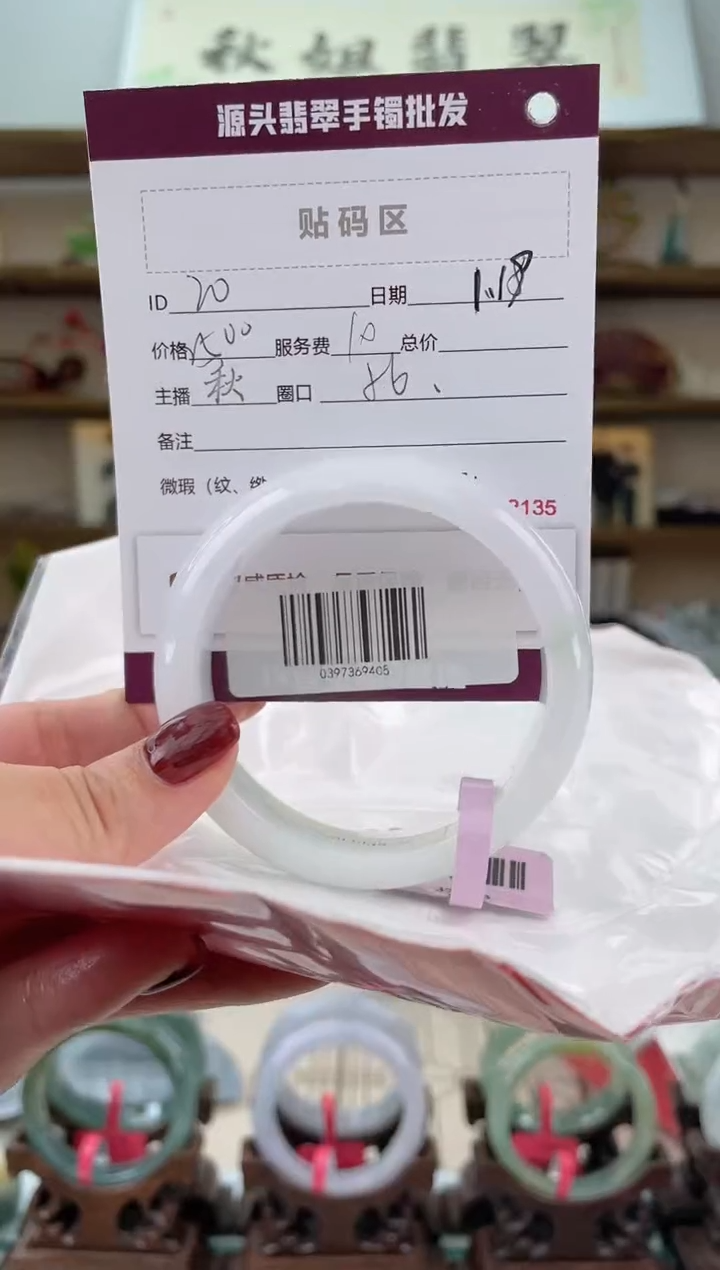 秋姐翡翠
源头翡翠手镯批发
贴码区
ID 20 日期 1.18
价格 服务费 10 总价
主播 秋 圈口 56、
备注
微瑕（纹、
3135
0397369405